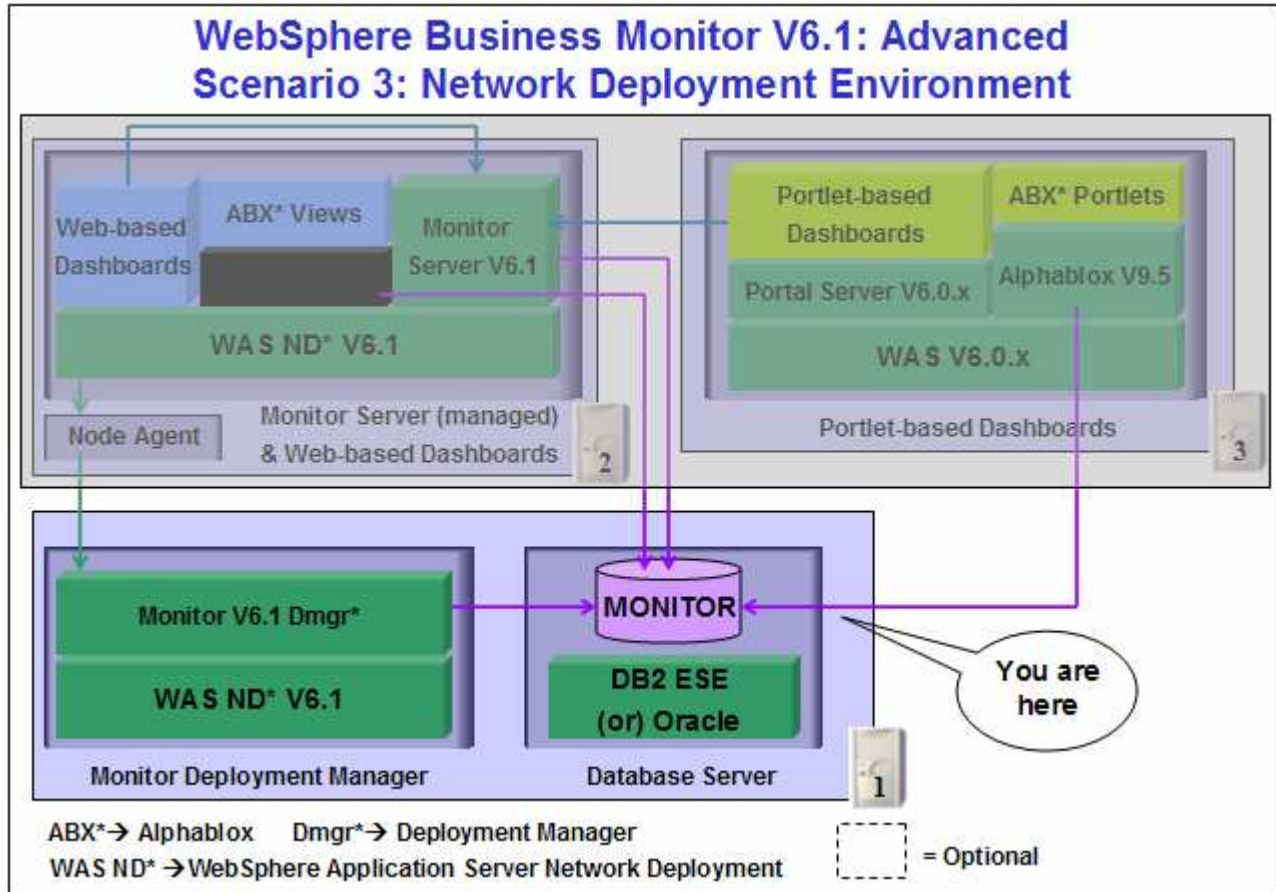 WebSphere Business Monitor V6.1: Advanced
Scenario 3: Network Deployment Environment
Web-based
Dashboards
ABX* Views
Monitor
Server V6.1
WAS ND* V6.1
Node Agent
Monitor Server (managed)
& Web-based Dashboards
2
Portlet-based
Dashboards
ABX* Portlets
Portal Server V6.0.x
Alphablox V9.5
WAS V6.0.x
Portlet-based Dashboards
3
Monitor V6.1 Dmgr*
WAS ND* V6.1
Monitor Deployment Manager
MONITOR
DB2 ESE
(or) Oracle
Database Server
1
You are
here
ABX*→ Alphablox Dmgr*→ Deployment Manager
WAS ND* →WebSphere Application Server Network Deployment
= Optional